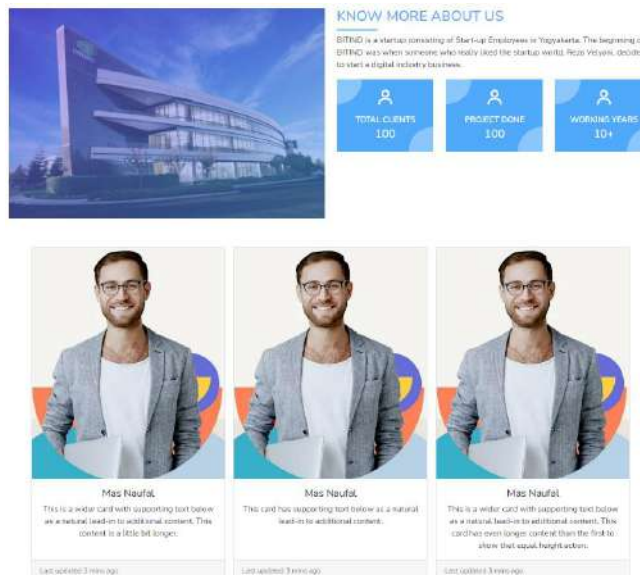 KNOW MORE ABOUT US
BITIND is a startup consisting of Start-up Employees in Yogyakarta. The beginning
BITIND was when someone who really liked the startup world, Rezo Velyani, decide
to start a digital industry business.
TOTAL CLIENTS
100
PROJECT DONE
100
WORKING YEARS
10+
Mas Naufal
This is a wider card with supporting text below
as a natural lead-in to additional content. This
content is a little bit longer.
Last updated 3 mins ago
Mas Naufal
This card has supporting text below as a natural
lead-in to additional content.
Last updated 3 mins ago
Mas Naufal
This is a wider card with supporting text below
as a natural lead-in to additional content. This
card has even longer content than the first to
show that equal height action.
Last updated 3 mins ago